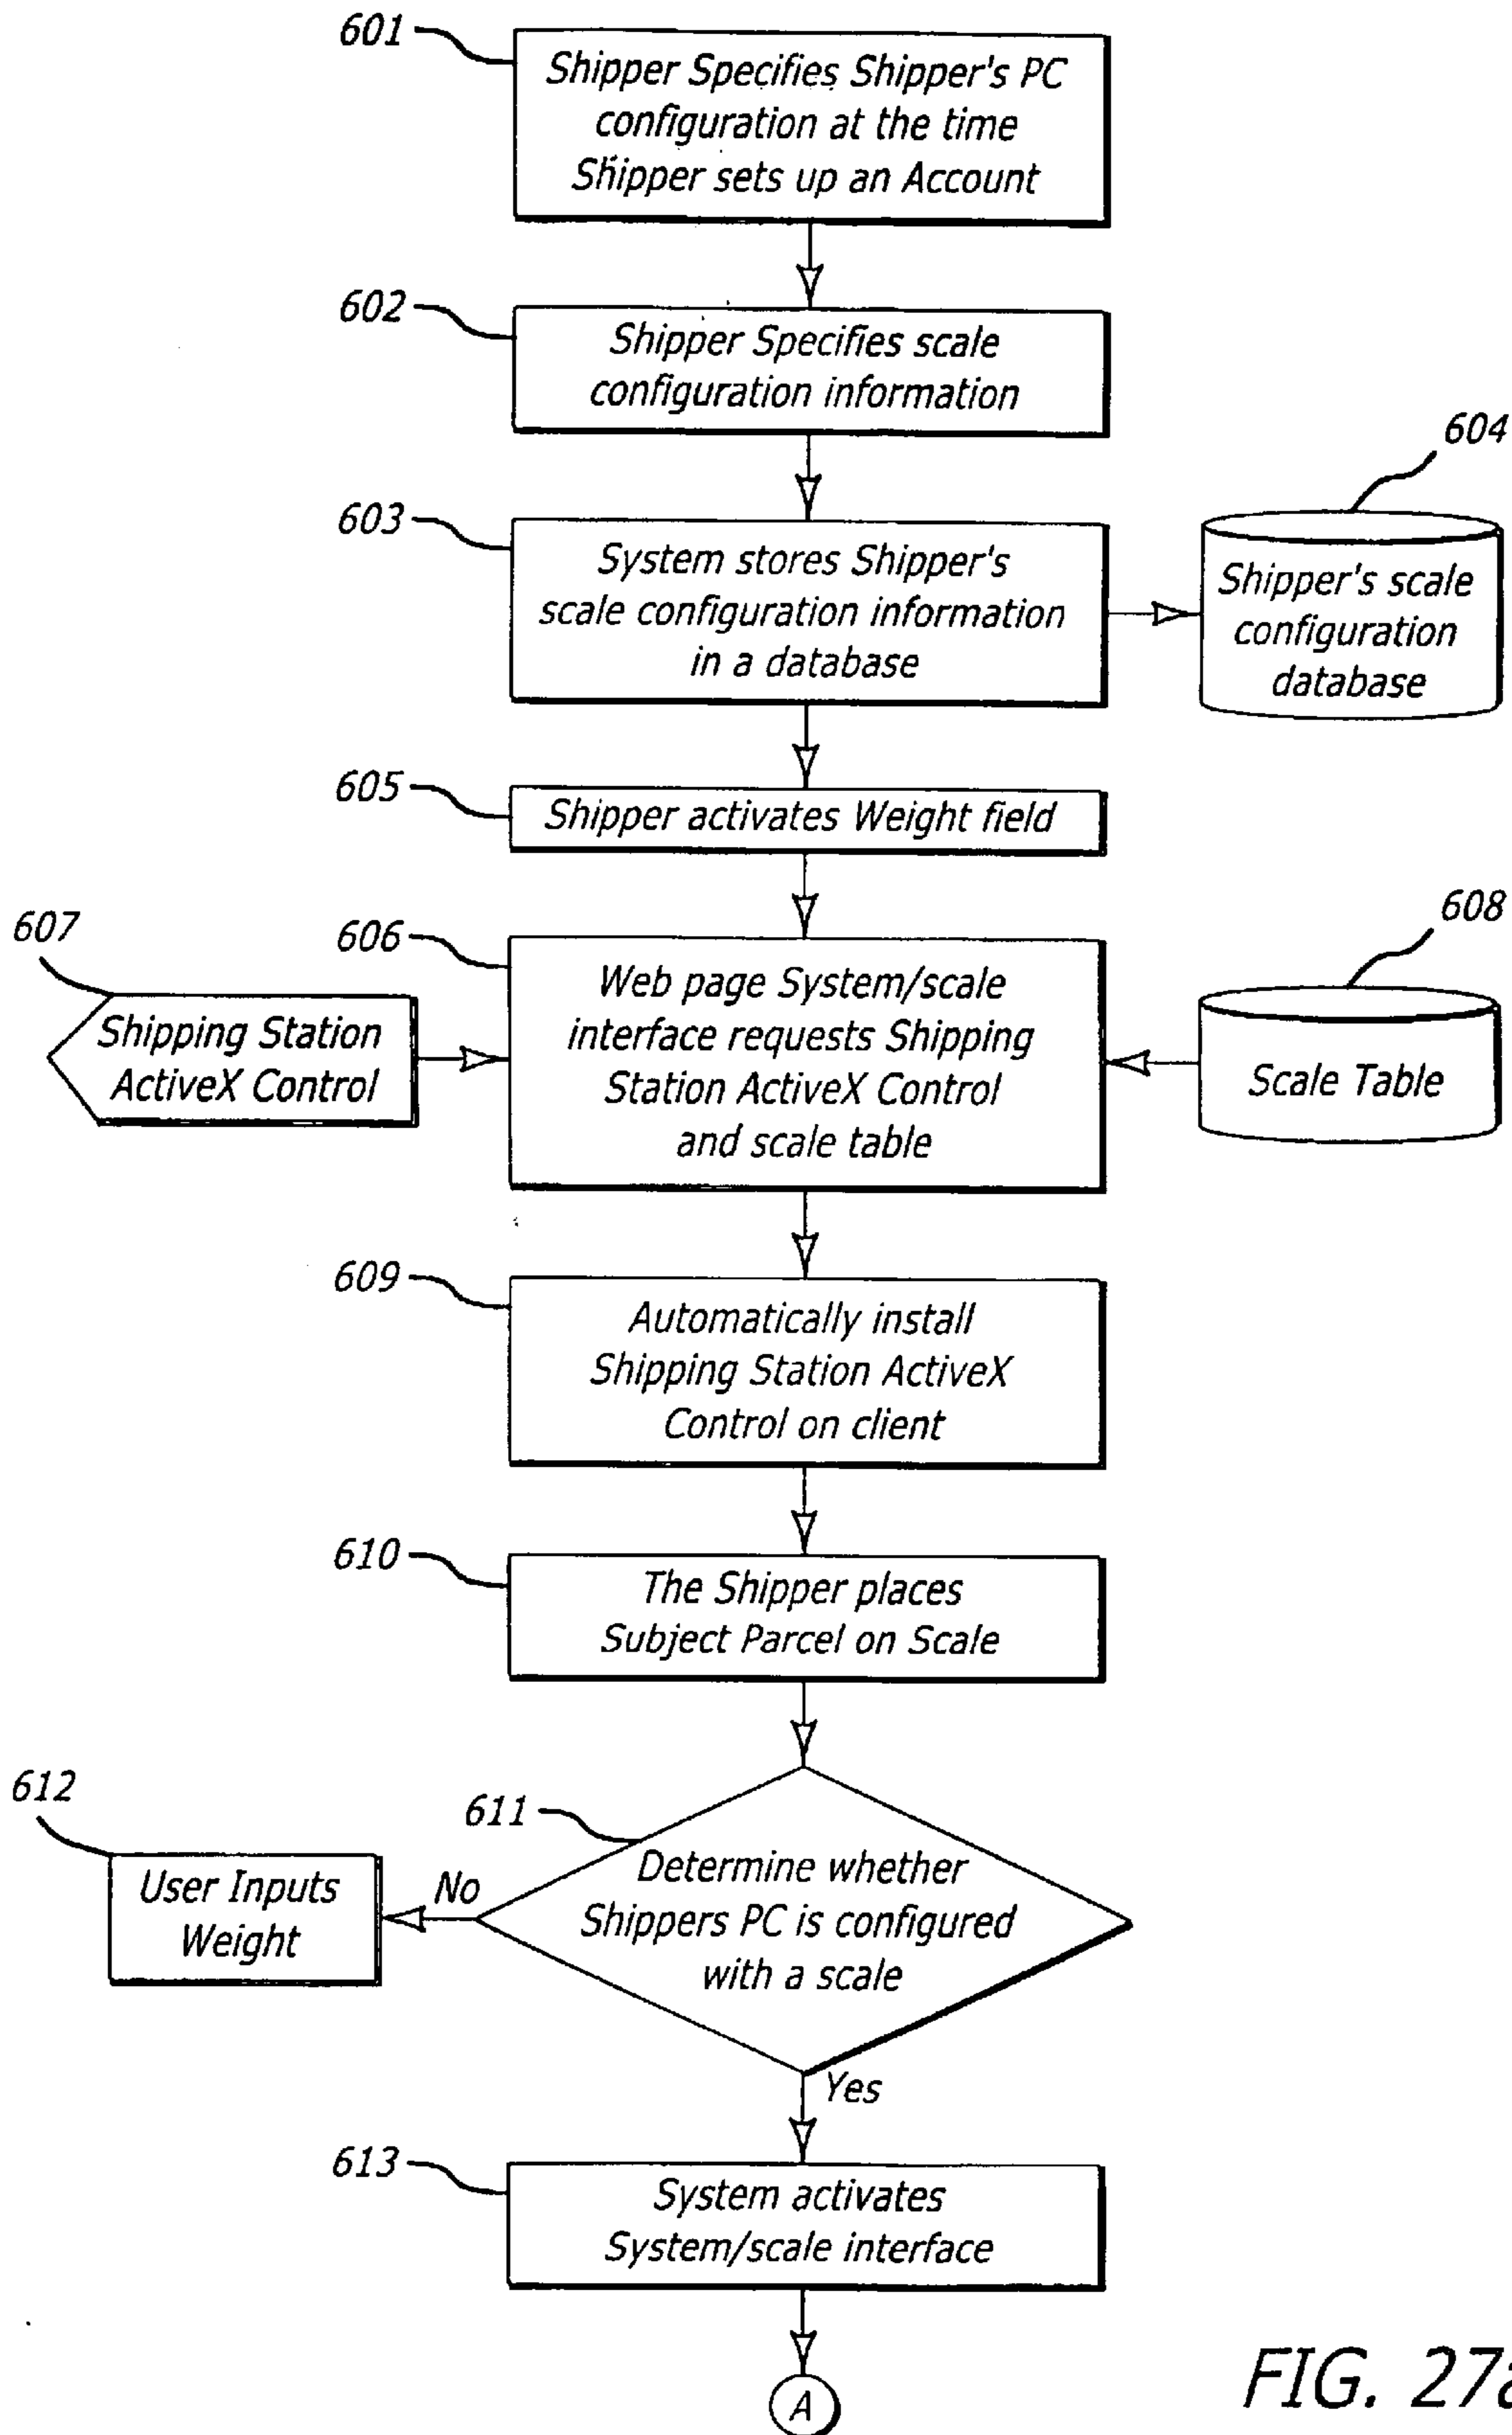 601
Shipper Specifies Shipper's PC
configuration at the time
Shipper sets up an Account
602
Shipper Specifies scale
configuration information
603
System stores Shipper's
scale configuration information
in a database
604
Shipper's scale
configuration
database
605
Shipper activates Weight field
606
Web page System/scale
interface requests Shipping
Station ActiveX Control
and scale table
607
Shipping Station
ActiveX Control
608
Scale Table
609
Automatically install
Shipping Station ActiveX
Control on client
610
The Shipper places
Subject Parcel on Scale
611
Determine whether
Shippers PC is configured
with a scale
No
612
User Inputs
Weight
Yes
613
System activates
System/scale interface
A
FIG. 27a